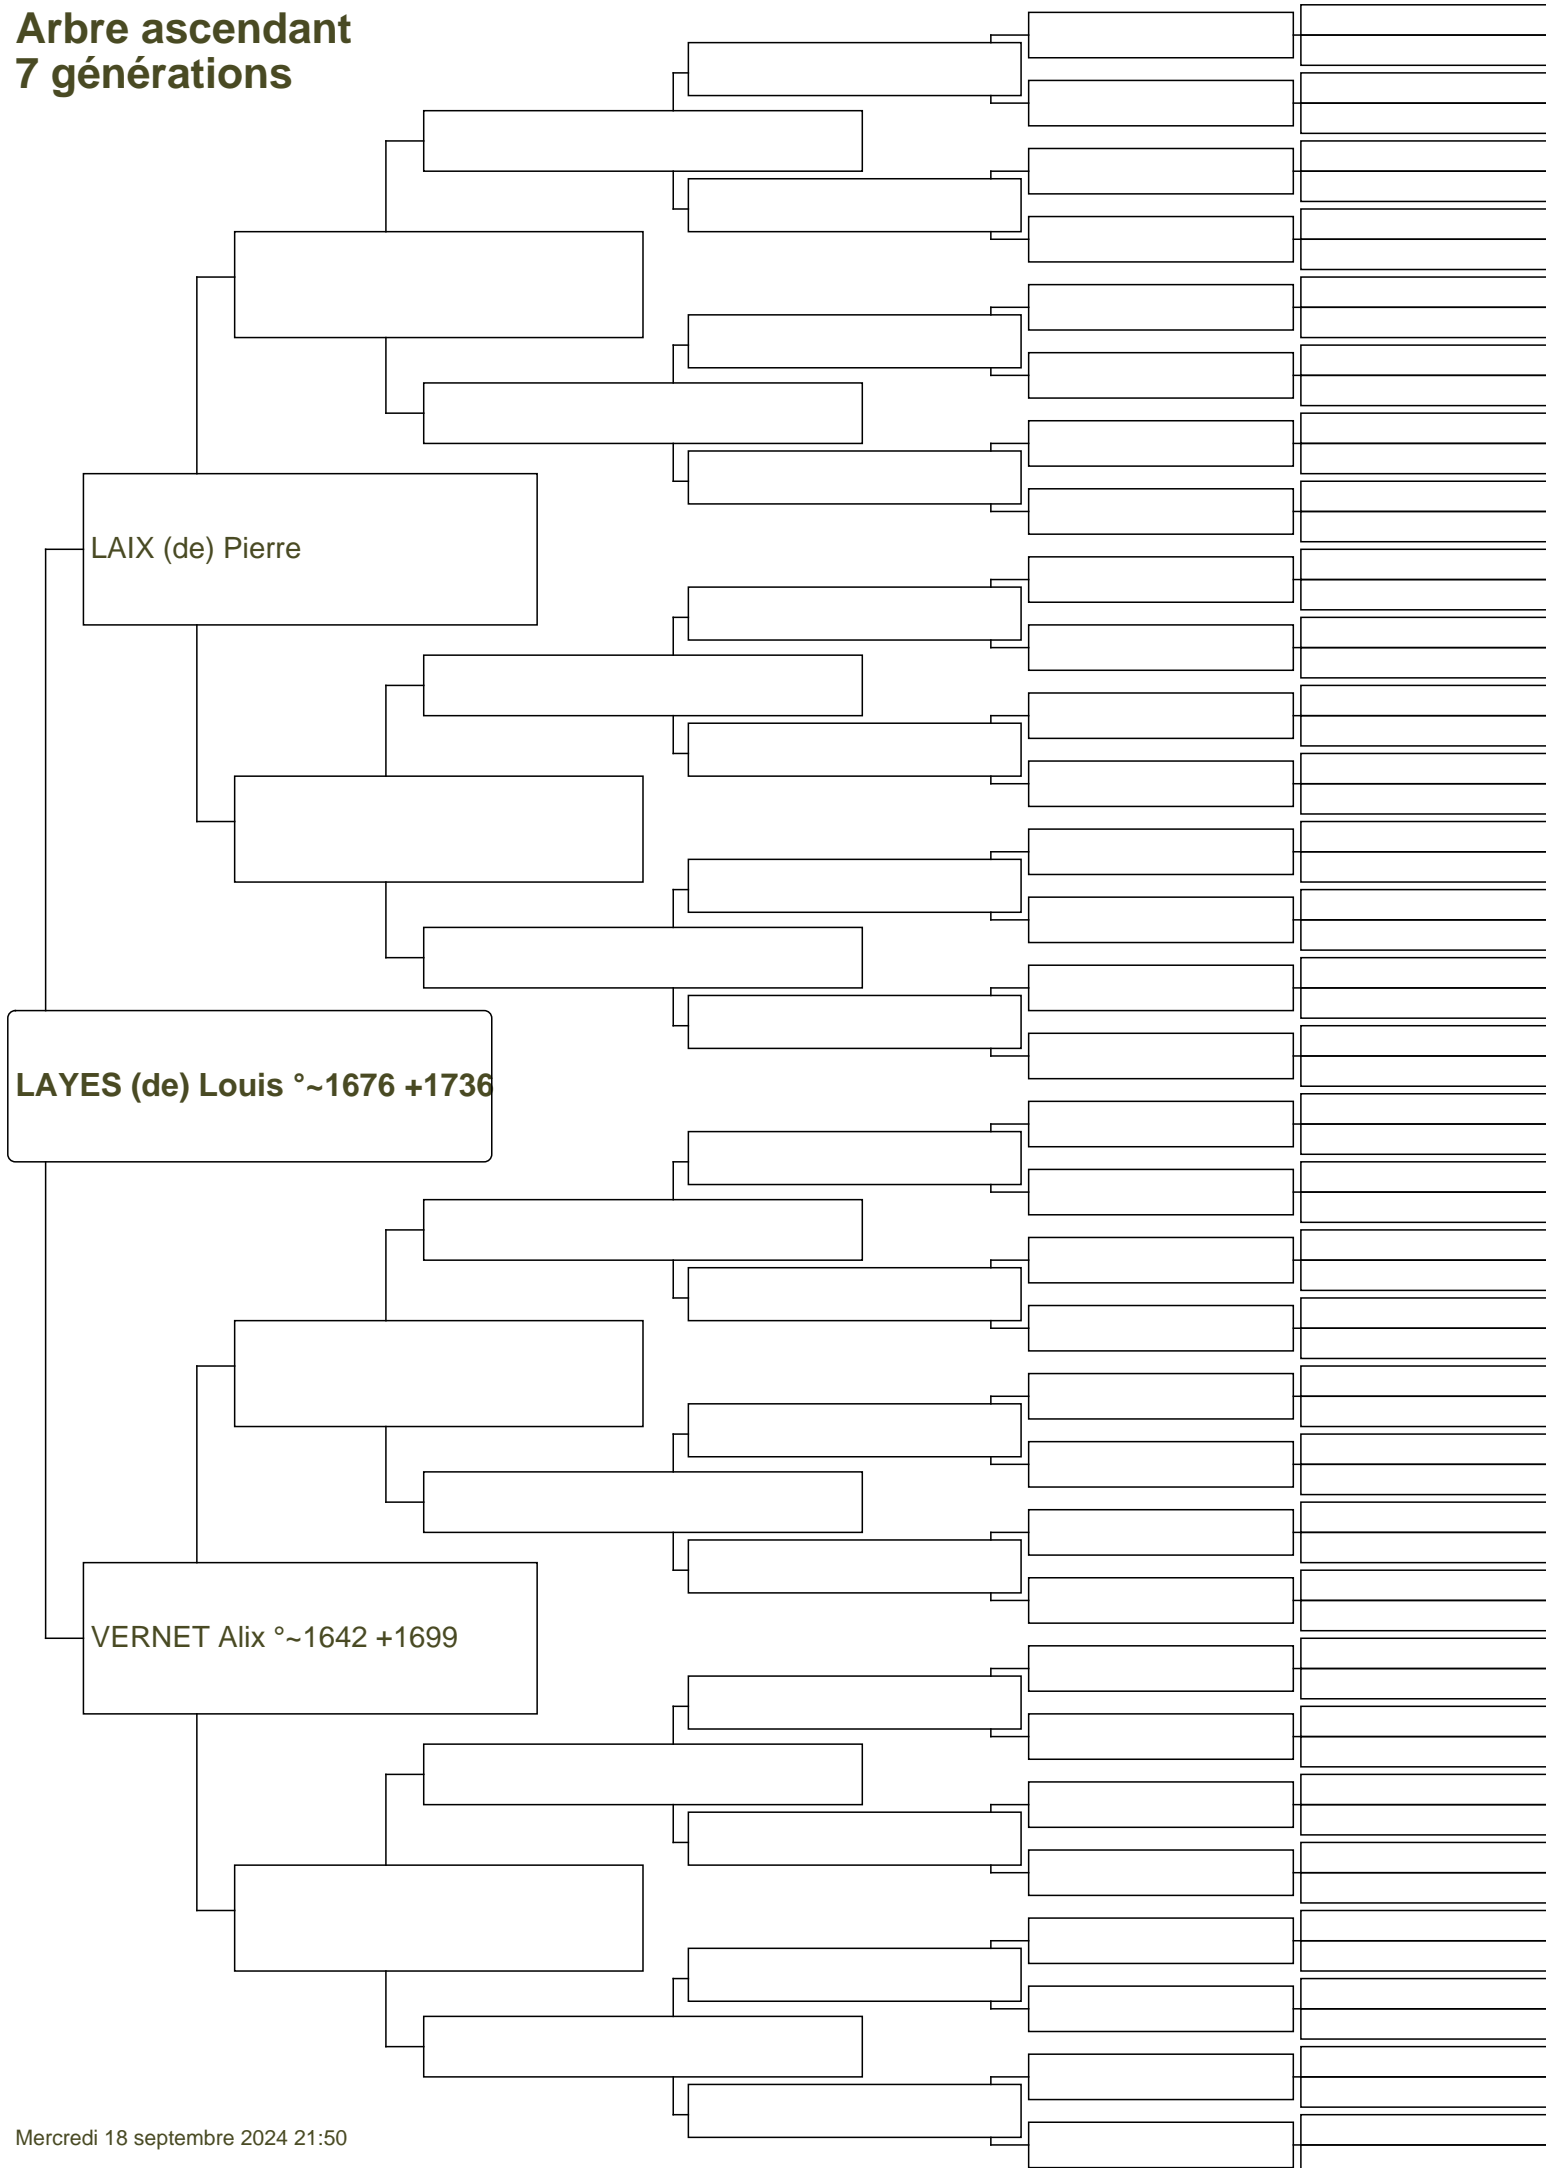 Arbre ascendant
7 générations
LAIX (de) Pierre
LAYES (de) Louis °~1676 +1736
VERNET Alix °~1642 +1699
Mercredi 18 septembre 2024 21:50